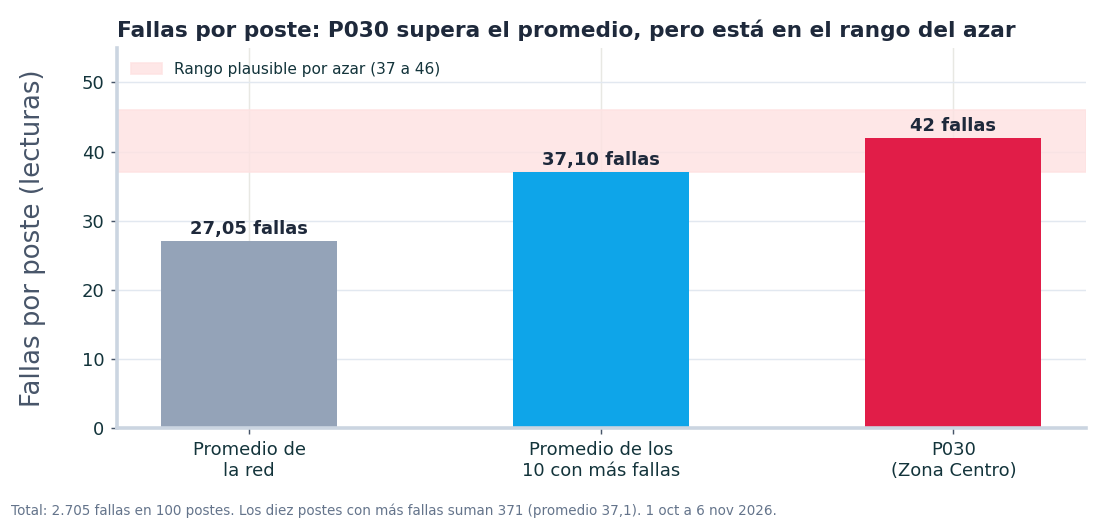 Fallas por poste: P030 supera el promedio, pero está en el rango del azar
Rango plausible por azar (37 a 46)
Fallas por poste (lecturas)
50
40
30
20
10
0
27,05 fallas
37,10 fallas
42 fallas
Promedio de
la red
Promedio de los
10 con más fallas
P030
(Zona Centro)
Total: 2.705 fallas en 100 postes. Los diez postes con más fallas suman 371 (promedio 37,1). 1 oct a 6 nov 2026.